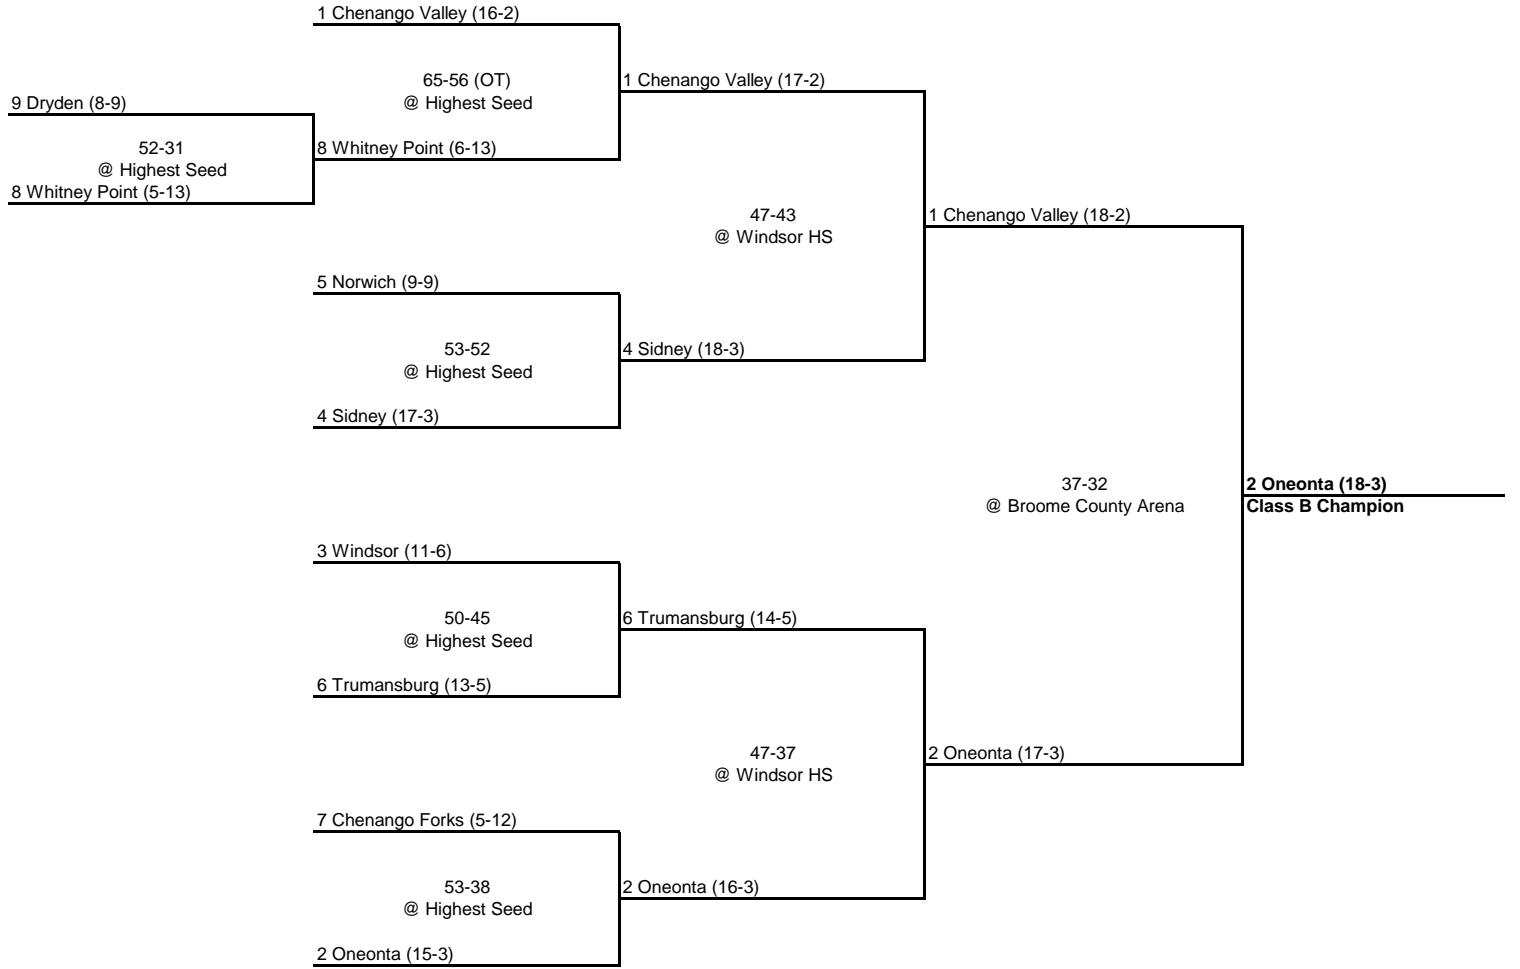 1 Chenango Valley (16-2)
65-56 (OT)
@ Highest Seed
1 Chenango Valley (17-2)
9 Dryden (8-9)
52-31
@ Highest Seed
8 Whitney Point (5-13)
8 Whitney Point (6-13)
47-43
@ Windsor HS
1 Chenango Valley (18-2)
5 Norwich (9-9)
53-52
@ Highest Seed
4 Sidney (18-3)
4 Sidney (17-3)
37-32
@ Broome County Arena
2 Oneonta (18-3)
Class B Champion
3 Windsor (11-6)
50-45
@ Highest Seed
6 Trumansburg (14-5)
6 Trumansburg (13-5)
47-37
@ Windsor HS
2 Oneonta (17-3)
7 Chenango Forks (5-12)
53-38
@ Highest Seed
2 Oneonta (16-3)
2 Oneonta (15-3)